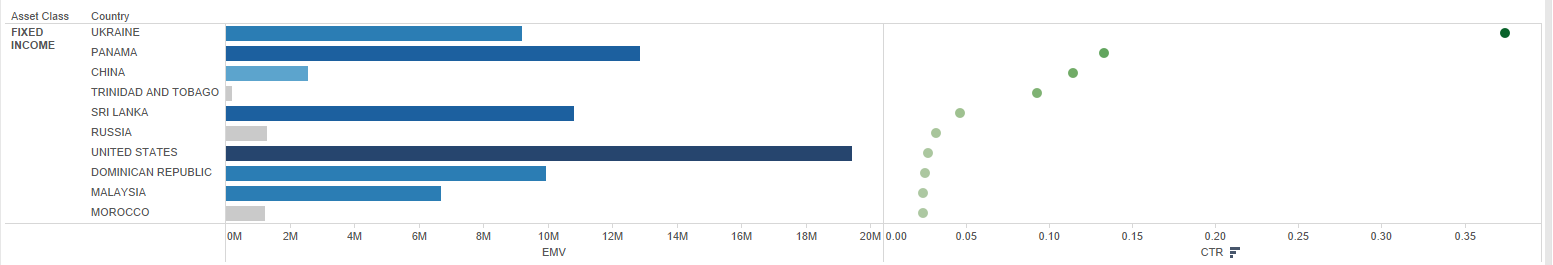 Asset Class Country
FIXED INCOME
UKRAINE
PANAMA
CHINA
TRINIDAD AND TOBAGO
SRI LANKA
RUSSIA
UNITED STATES
DOMINICAN REPUBLIC
MALAYSIA
MOROCCO
0M 2M 4M 6M 8M 10M 12M 14M 16M 18M 20M
EMV
0.00 0.05 0.10 0.15 0.20 0.25 0.30 0.35
CTR